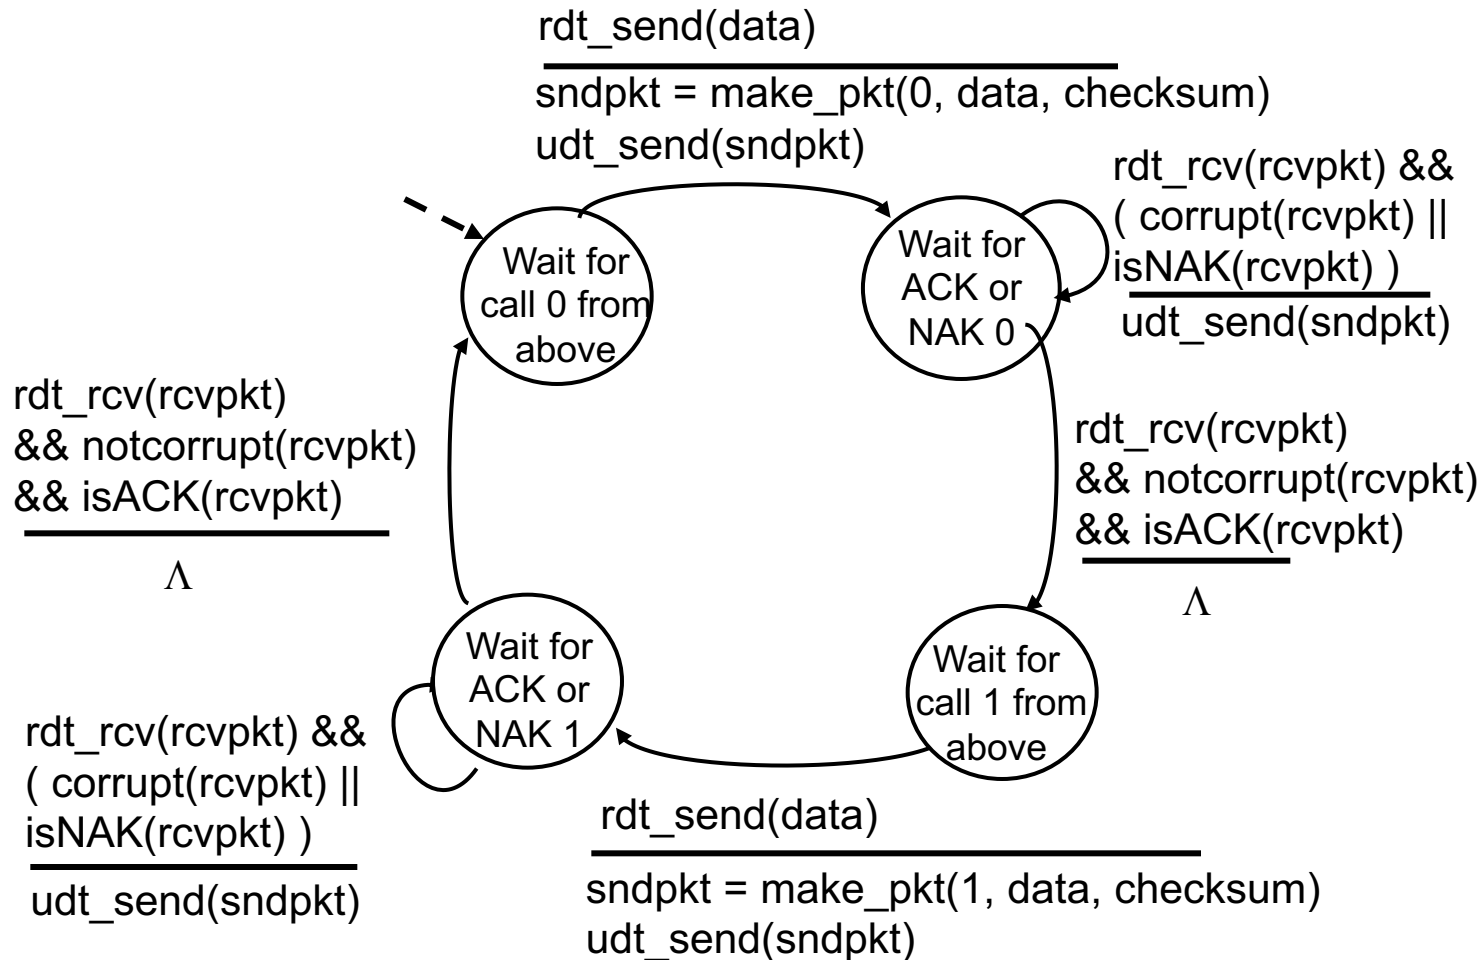 rdt_send(data)
sndpkt = make_pkt(0, data, checksum)
udt_send(sndpkt)
rdt_rcv(rcvpkt) &&
( corrupt(rcvpkt) ||
isNAK(rcvpkt) )
udt_send(sndpkt)
Wait for
call 0 from
above
Wait for
ACK or
NAK 0
rdt_rcv(rcvpkt)
&& notcorrupt(rcvpkt)
&& isACK(rcvpkt)
Λ
rdt_rcv(rcvpkt)
&& notcorrupt(rcvpkt)
&& isACK(rcvpkt)
Λ
Wait for
ACK or
NAK 1
Wait for
call 1 from
above
rdt_rcv(rcvpkt) &&
( corrupt(rcvpkt) ||
isNAK(rcvpkt) )
udt_send(sndpkt)
rdt_send(data)
sndpkt = make_pkt(1, data, checksum)
udt_send(sndpkt)